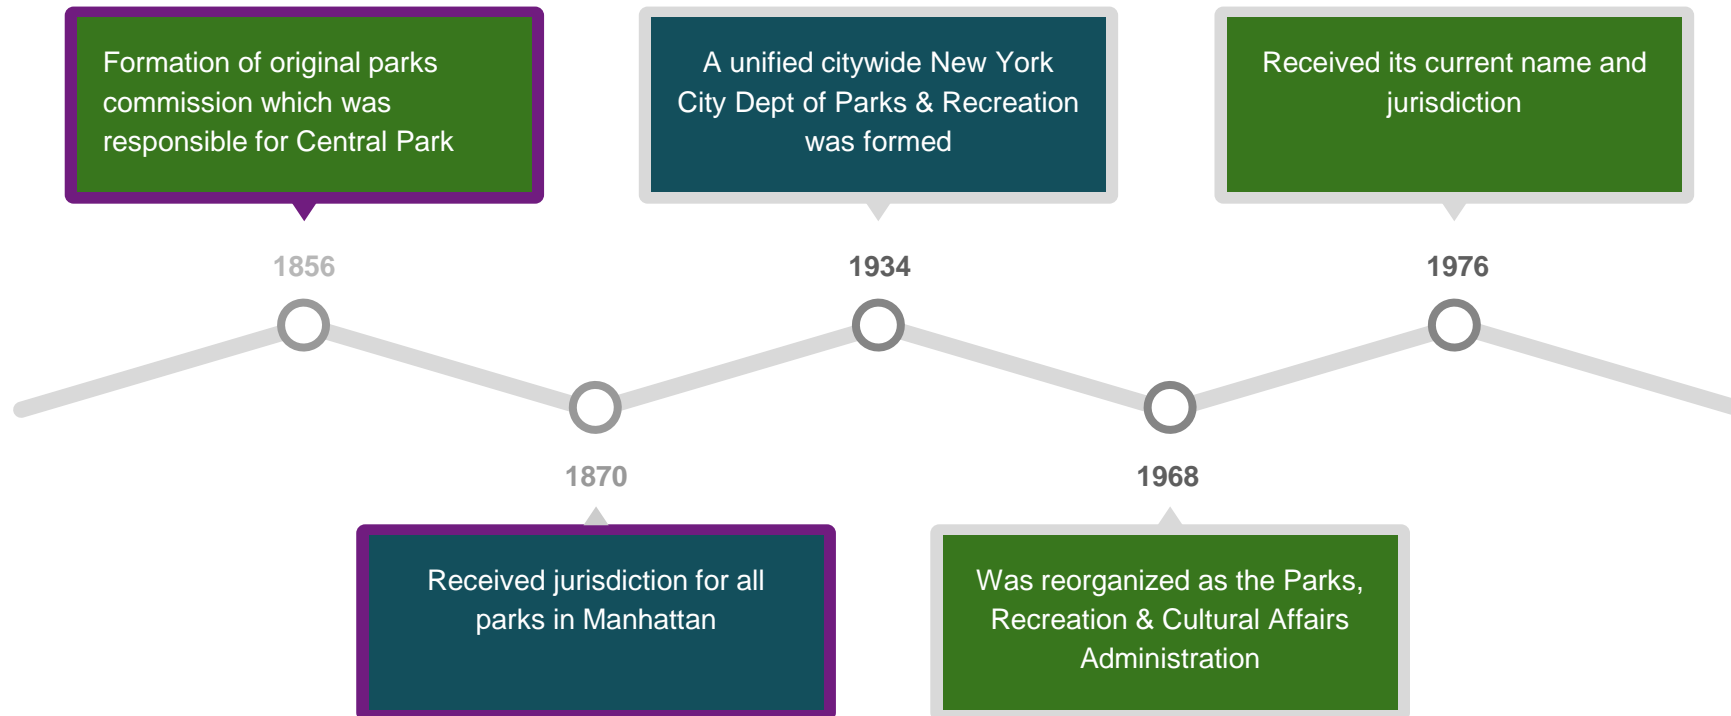 Formation of original parks
commission which was
responsible for Central Park
1856
Received jurisdiction for all
parks in Manhattan
1870
A unified citywide New York
City Dept of Parks & Recreation
was formed
1934
Was reorganized as the Parks,
Recreation & Cultural Affairs
Administration
1968
Received its current name and
jurisdiction
1976